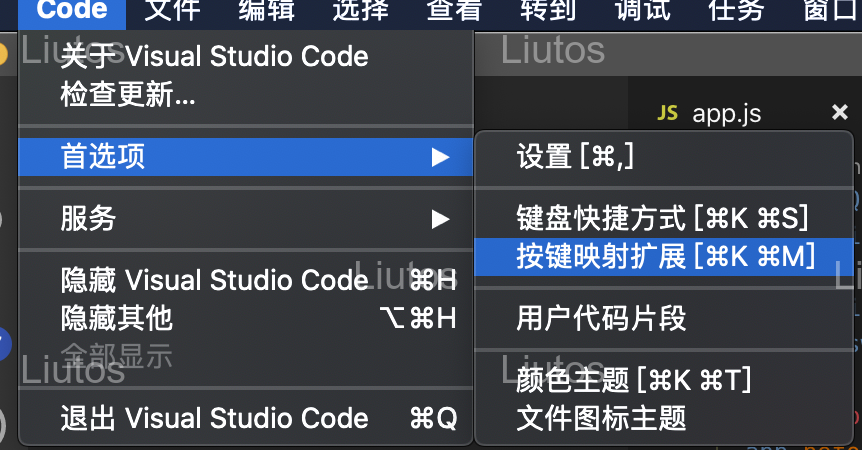 Code 文件 编辑 选择 查看 转到 调试 任务 窗口
Liutos
Liutos
关于 Visual Studio Code
检查更新...
JS app.js ×
首选项 ▶
设置 [⌘,]
服务 ▶
键盘快捷方式 [⌘K ⌘S]
按键映射扩展 [⌘K ⌘M]
隐藏 Visual Studio Code ⌘H
Liutos
Li
隐藏其他 ⌥⌘H
用户代码片段
全部显示
Liutos
Liutos
颜色主题 [⌘K ⌘T]
退出 Visual Studio Code ⌘Q
文件图标主题